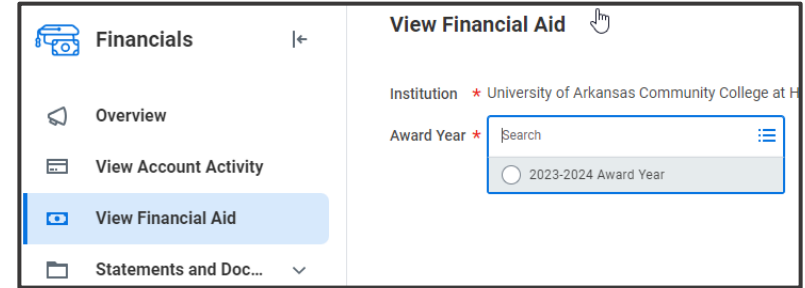 Financials
Overview
View Account Activity
View Financial Aid
Statements and Doc...
View Financial Aid
Institution * University of Arkansas Community College at H
Award Year *
Search
2023-2024 Award Year